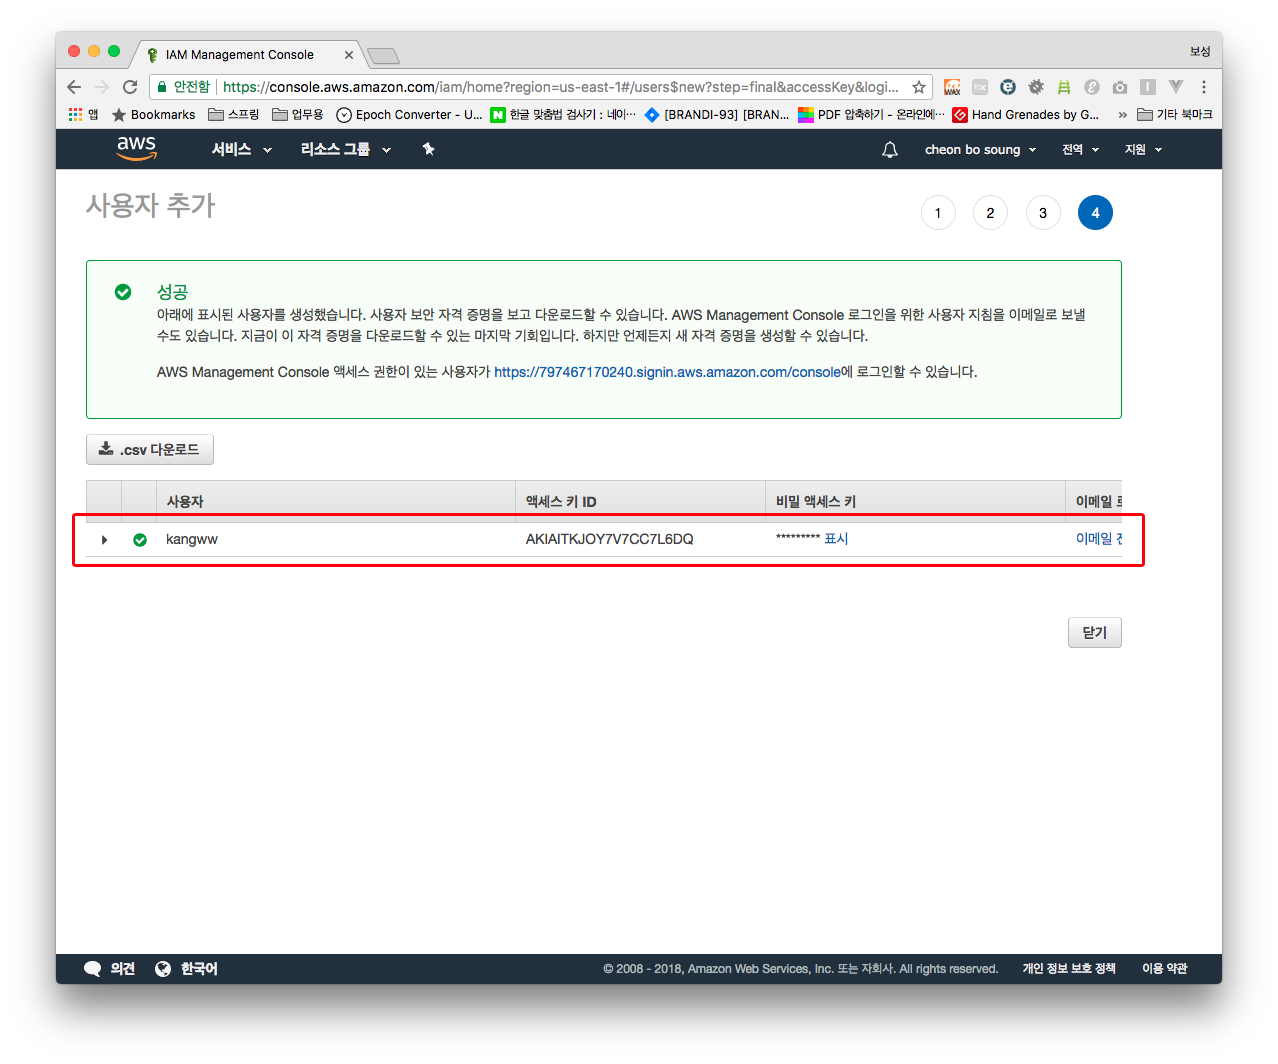 IAM Management Console
보성
안전함
https://console.aws.amazon.com/iam/home?region=us-east-1#/users$new?step=final&accessKey&logi...
앱
Bookmarks
스프링
업무용
Epoch Converter - U...
한글 맞춤법 검사기 : 네이…
[BRANDI-93] [BRAN...
PDF 압축하기 - 온라인에…
Hand Grenades by G...
»
기타 북마크
aws
서비스
리소스 그룹
cheon bo soung
전역
지원
사용자 추가
1
2
3
4
성공
아래에 표시된 사용자를 생성했습니다. 사용자 보안 자격 증명을 보고 다운로드할 수 있습니다. AWS Management Console 로그인을 위한 사용자 지침을 이메일로 보낼
수도 있습니다. 지금이 이 자격 증명을 다운로드할 수 있는 마지막 기회입니다. 하지만 언제든지 새 자격 증명을 생성할 수 있습니다.
AWS Management Console 액세스 권한이 있는 사용자가 https://797467170240.signin.aws.amazon.com/console에 로그인할 수 있습니다.
.csv 다운로드
사용자
액세스 키 ID
비밀 액세스 키
이메일
kangww
AKIAITKJOY7V7CC7L6DQ
********* 표시
이메일
닫기
의견
한국어
© 2008 - 2018, Amazon Web Services, Inc. 또는 자회사. All rights reserved.
개인 정보 보호 정책
이용 약관